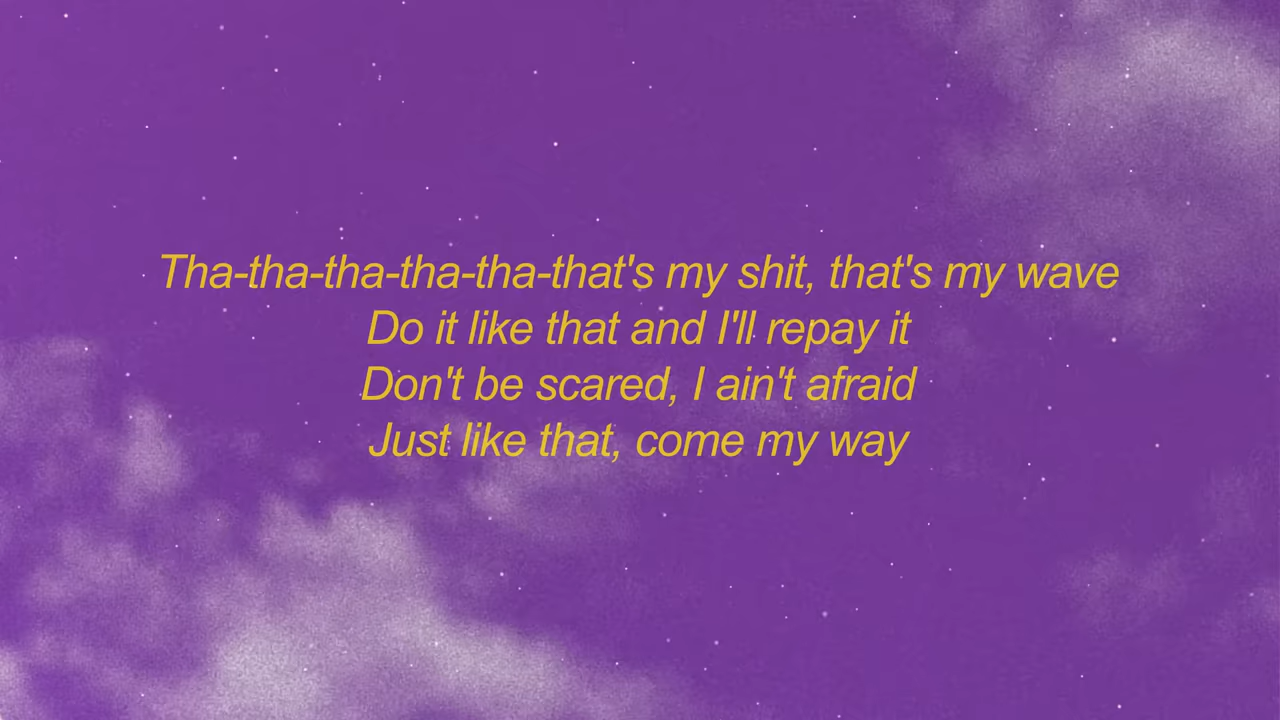 Tha-tha-tha-tha-tha-that's my shit, that's my wave
Do it like that and I'll repay it
Don't be scared, I ain't afraid
Just like that, come my way